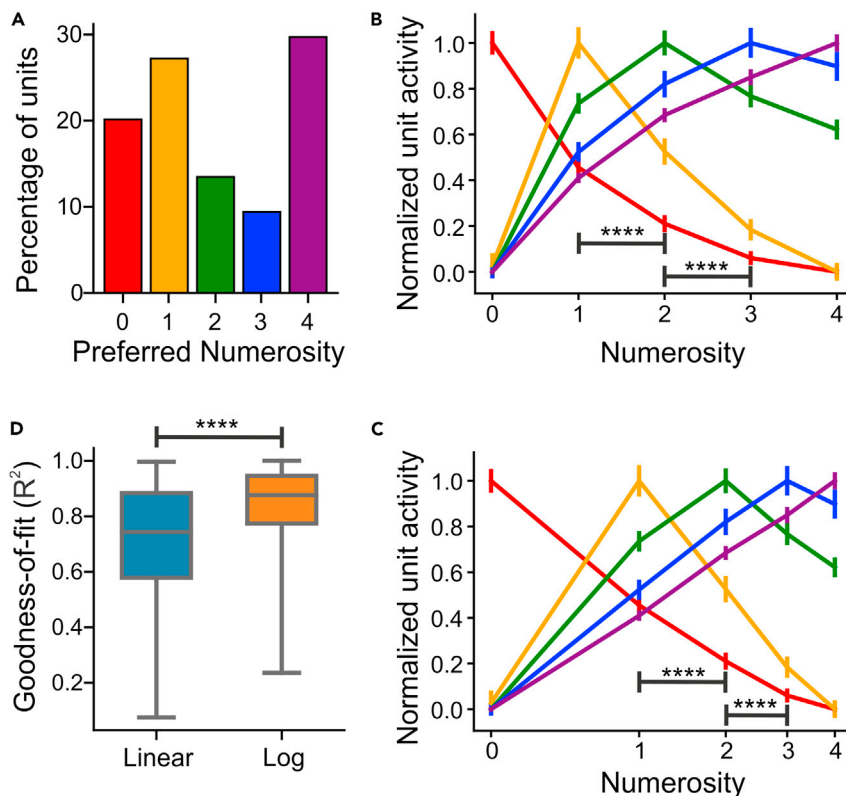 A
Percentage of units
30
20
10
0
0 1 2 3 4
Preferred Numerosity
B
Normalized unit activity
1.0
0.8
0.6
0.4
0.2
0.0
****
****
0 1 2 3 4
Numerosity
D
Goodness-of-fit (R²)
1.0
0.8
0.6
0.4
0.2
****
Linear Log
C
Normalized unit activity
1.0
0.8
0.6
0.4
0.2
0.0
****
****
0 1 2 3 4
Numerosity